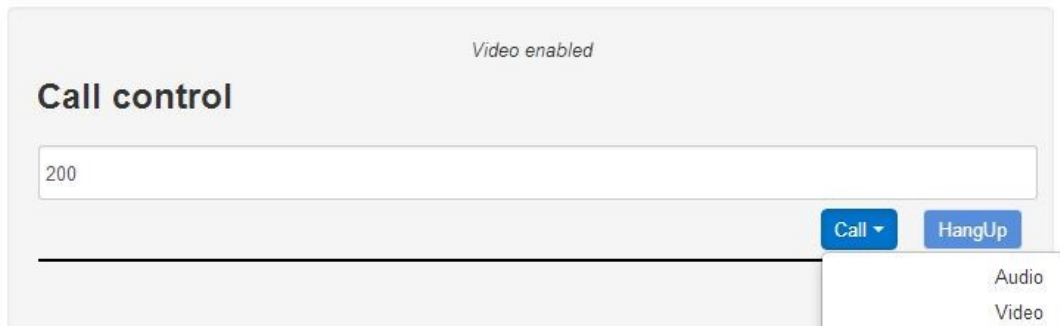 Video enabled
Call control
200
Call HangUp
Audio
Video